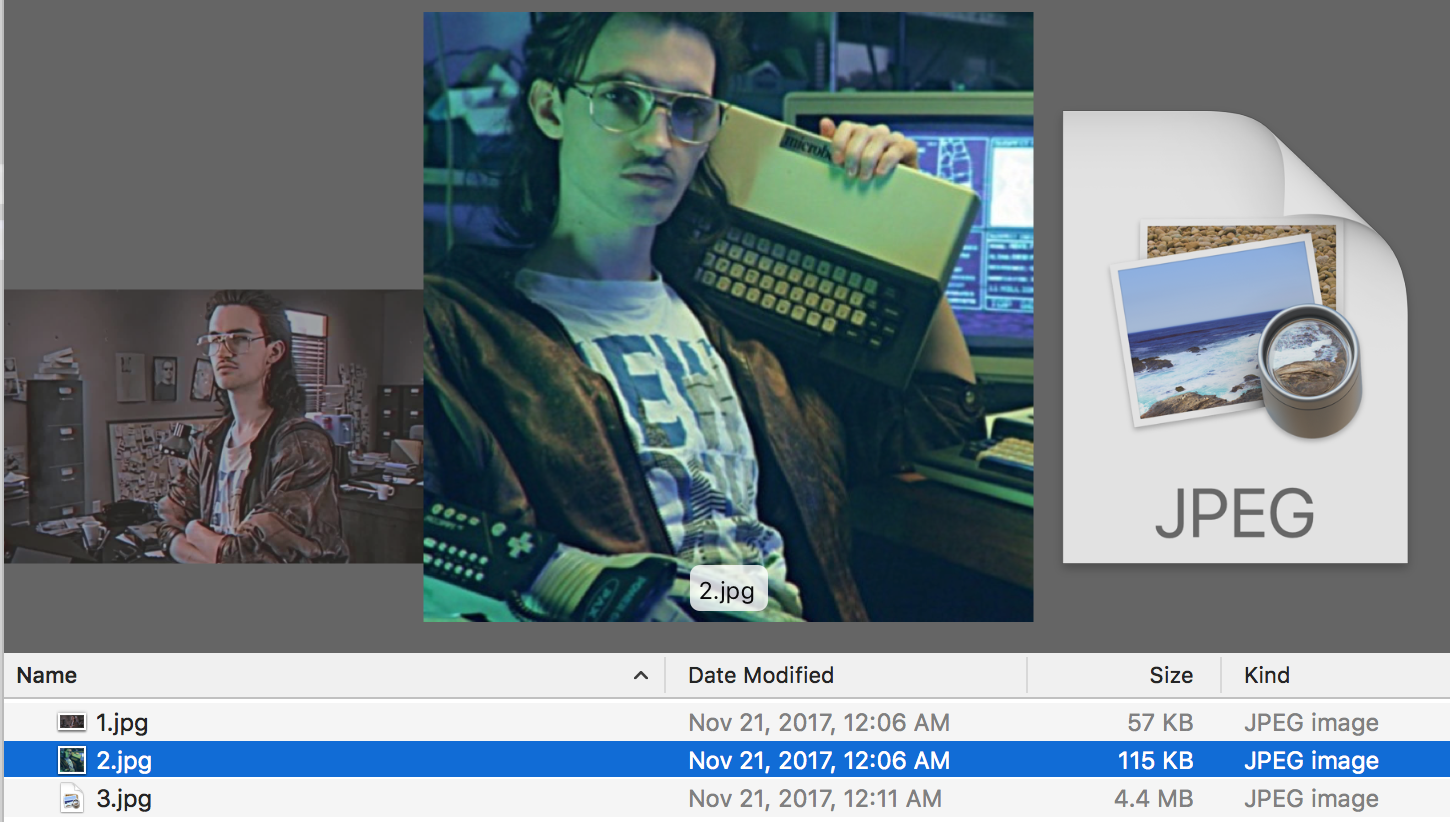 microb
POWER
PAX
2.jpg
JPEG
Name Date Modified Size Kind
1.jpg Nov 21, 2017, 12:06 AM 57 KB JPEG image
2.jpg Nov 21, 2017, 12:06 AM 115 KB JPEG image
3.jpg Nov 21, 2017, 12:11 AM 4.4 MB JPEG image